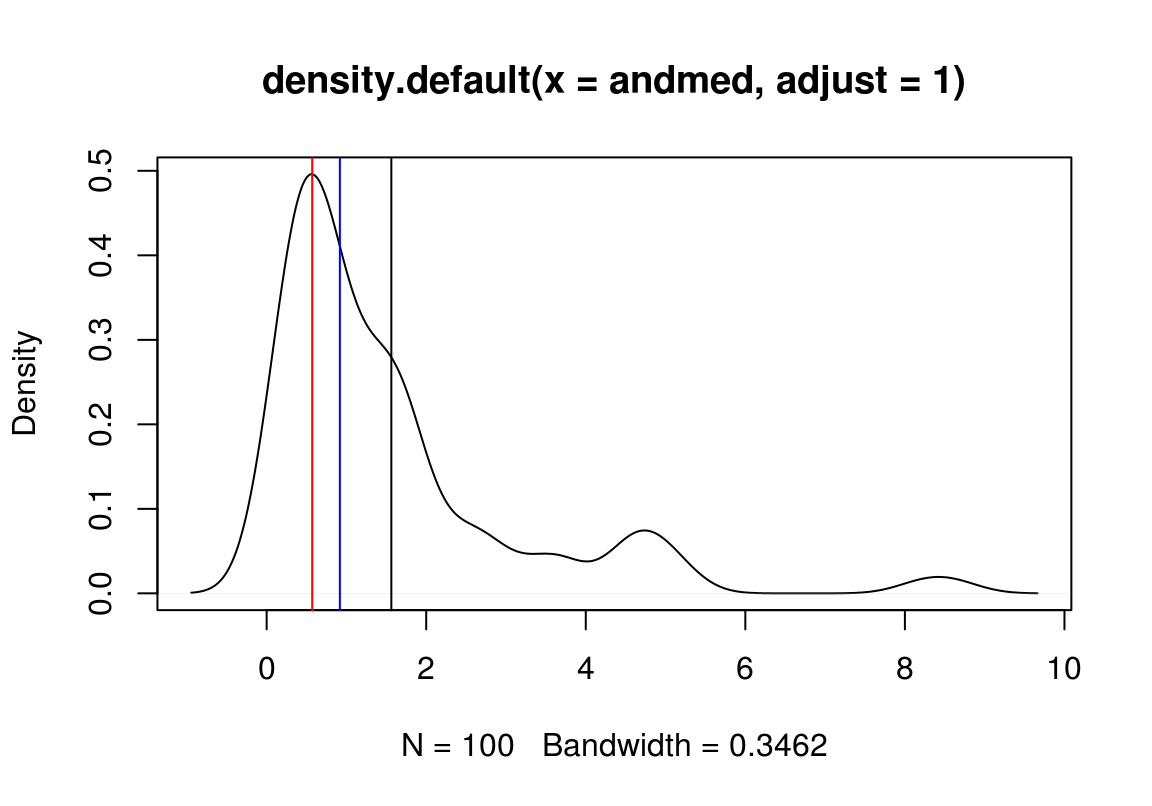 density.default(x = andmed, adjust = 1)
Density
0.5
0.4
0.3
0.2
0.1
0.0
0 2 4 6 8 10
N = 100 Bandwidth = 0.3462